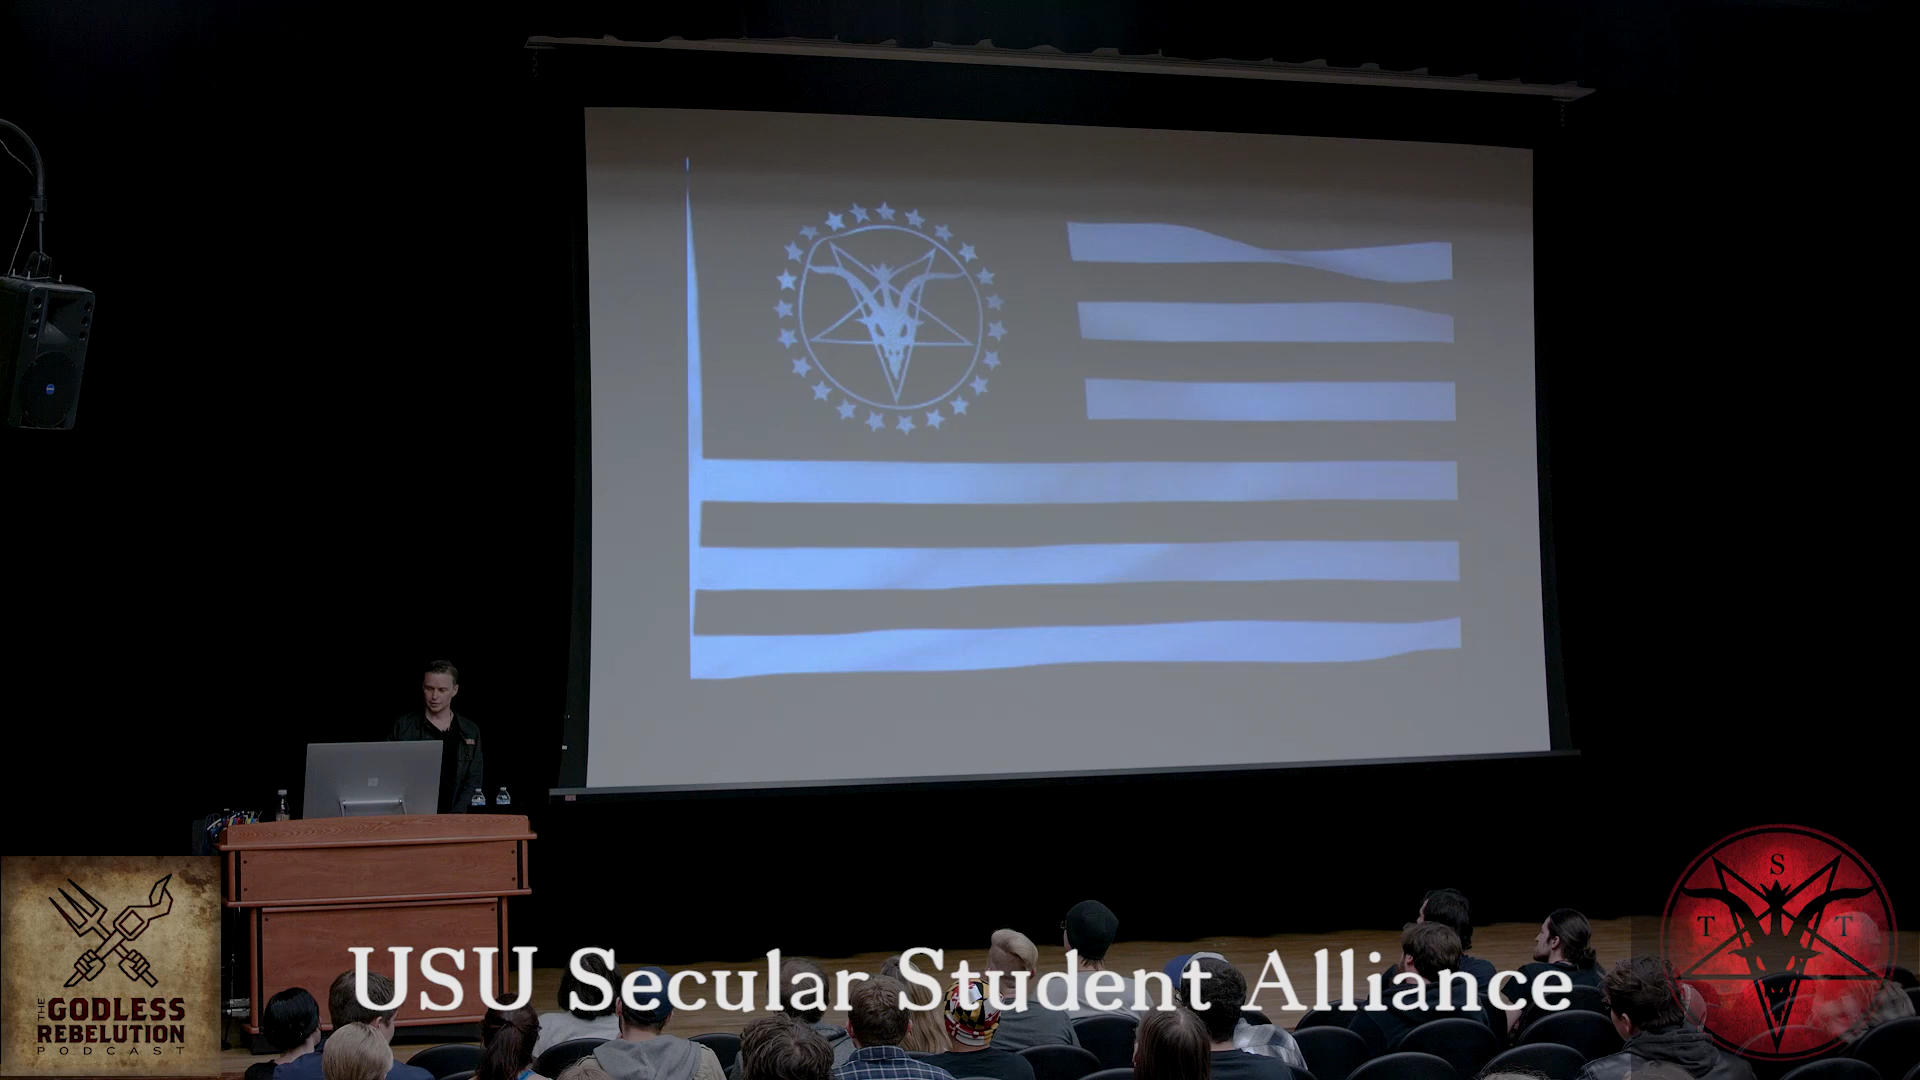 THE
GODLESS
REBELUTION
PODCAST
USU Secular Student Alliance
S
T T